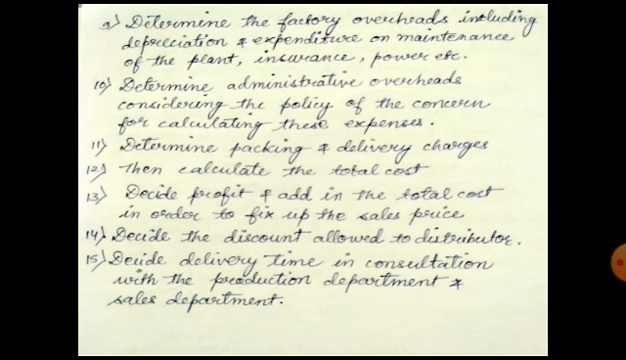 9) Determine the factory overheads including
depreciation & expenditure on maintenance
of the plant, insurance, power etc.
10) Determine administrative overheads
considering the policy of the concern
for calculating these expenses.
11) Determine packing & delivery charges
12) Then calculate the total cost
13) Decide profit & add in the total cost
in order to fix up the sales price
14) Decide the discount allowed to distributor.
15) Decide delivery time in consultation
with the production department &
sales department.